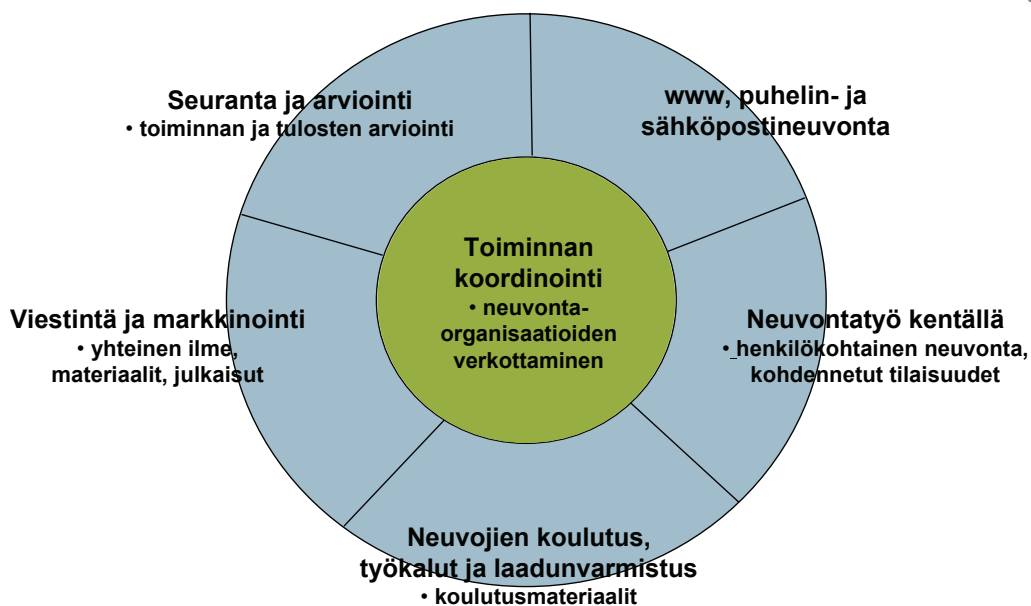 Seuranta ja arviointi
• toiminnan ja tulosten arviointi
www, puhelin- ja
sähköpostineuvonta
Toiminnan
koordinointi
• neuvonta-
organisaatioiden
verkottaminen
Viestintä ja markkinointi
• yhteinen ilme,
materiaalit, julkaisut
Neuvontatyö kentällä
• henkilökohtainen neuvonta,
kohdennetut tilaisuudet
Neuvojien koulutus,
työkalut ja laadunvarmistus
• koulutusmateriaalit